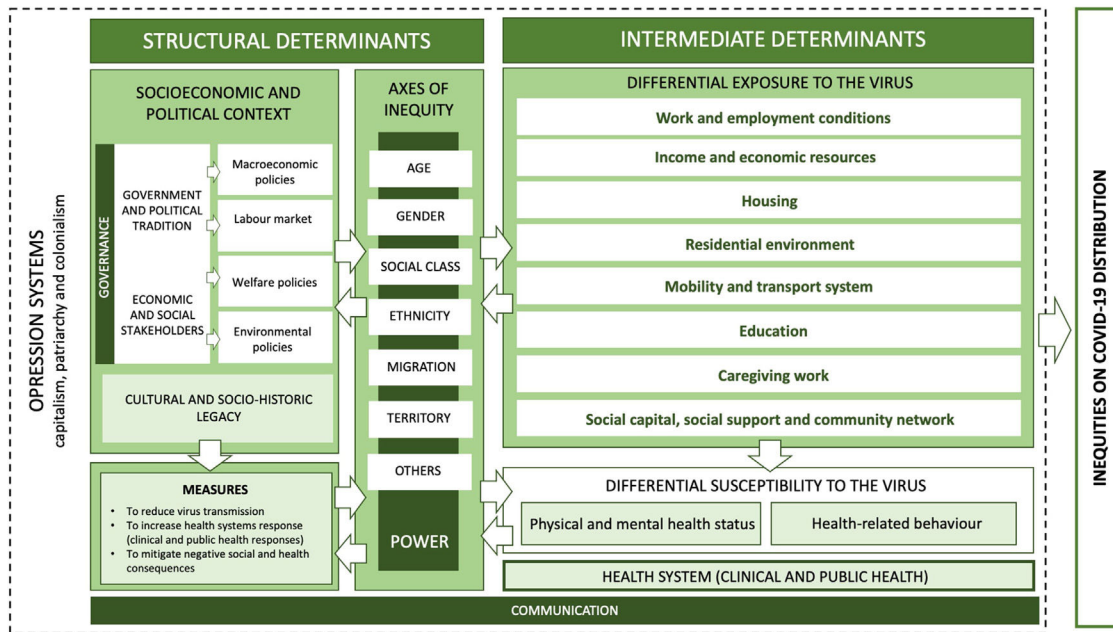 OPRESSION SYSTEMS
capitalism, patriarchy and colonialism
STRUCTURAL DETERMINANTS
SOCIOECONOMIC AND
POLITICAL CONTEXT
GOVERNANCE
GOVERNMENT
AND POLITICAL
TRADITION
ECONOMIC
AND SOCIAL
STAKEHOLDERS
Macroeconomic
policies
Labour market
Welfare policies
Environmental
policies
CULTURAL AND SOCIO-HISTORIC
LEGACY
MEASURES
• To reduce virus transmission
• To increase health systems response
(clinical and public health responses)
• To mitigate negative social and health
consequences
AXES OF
INEQUITY
AGE
GENDER
SOCIAL CLASS
ETHNICITY
MIGRATION
TERRITORY
OTHERS
POWER
INTERMEDIATE DETERMINANTS
DIFFERENTIAL EXPOSURE TO THE VIRUS
Work and employment conditions
Income and economic resources
Housing
Residential environment
Mobility and transport system
Education
Caregiving work
Social capital, social support and community network
DIFFERENTIAL SUSCEPTIBILITY TO THE VIRUS
Physical and mental health status
Health-related behaviour
HEALTH SYSTEM (CLINICAL AND PUBLIC HEALTH)
COMMUNICATION
INEQUITIES ON COVID-19 DISTRIBUTION